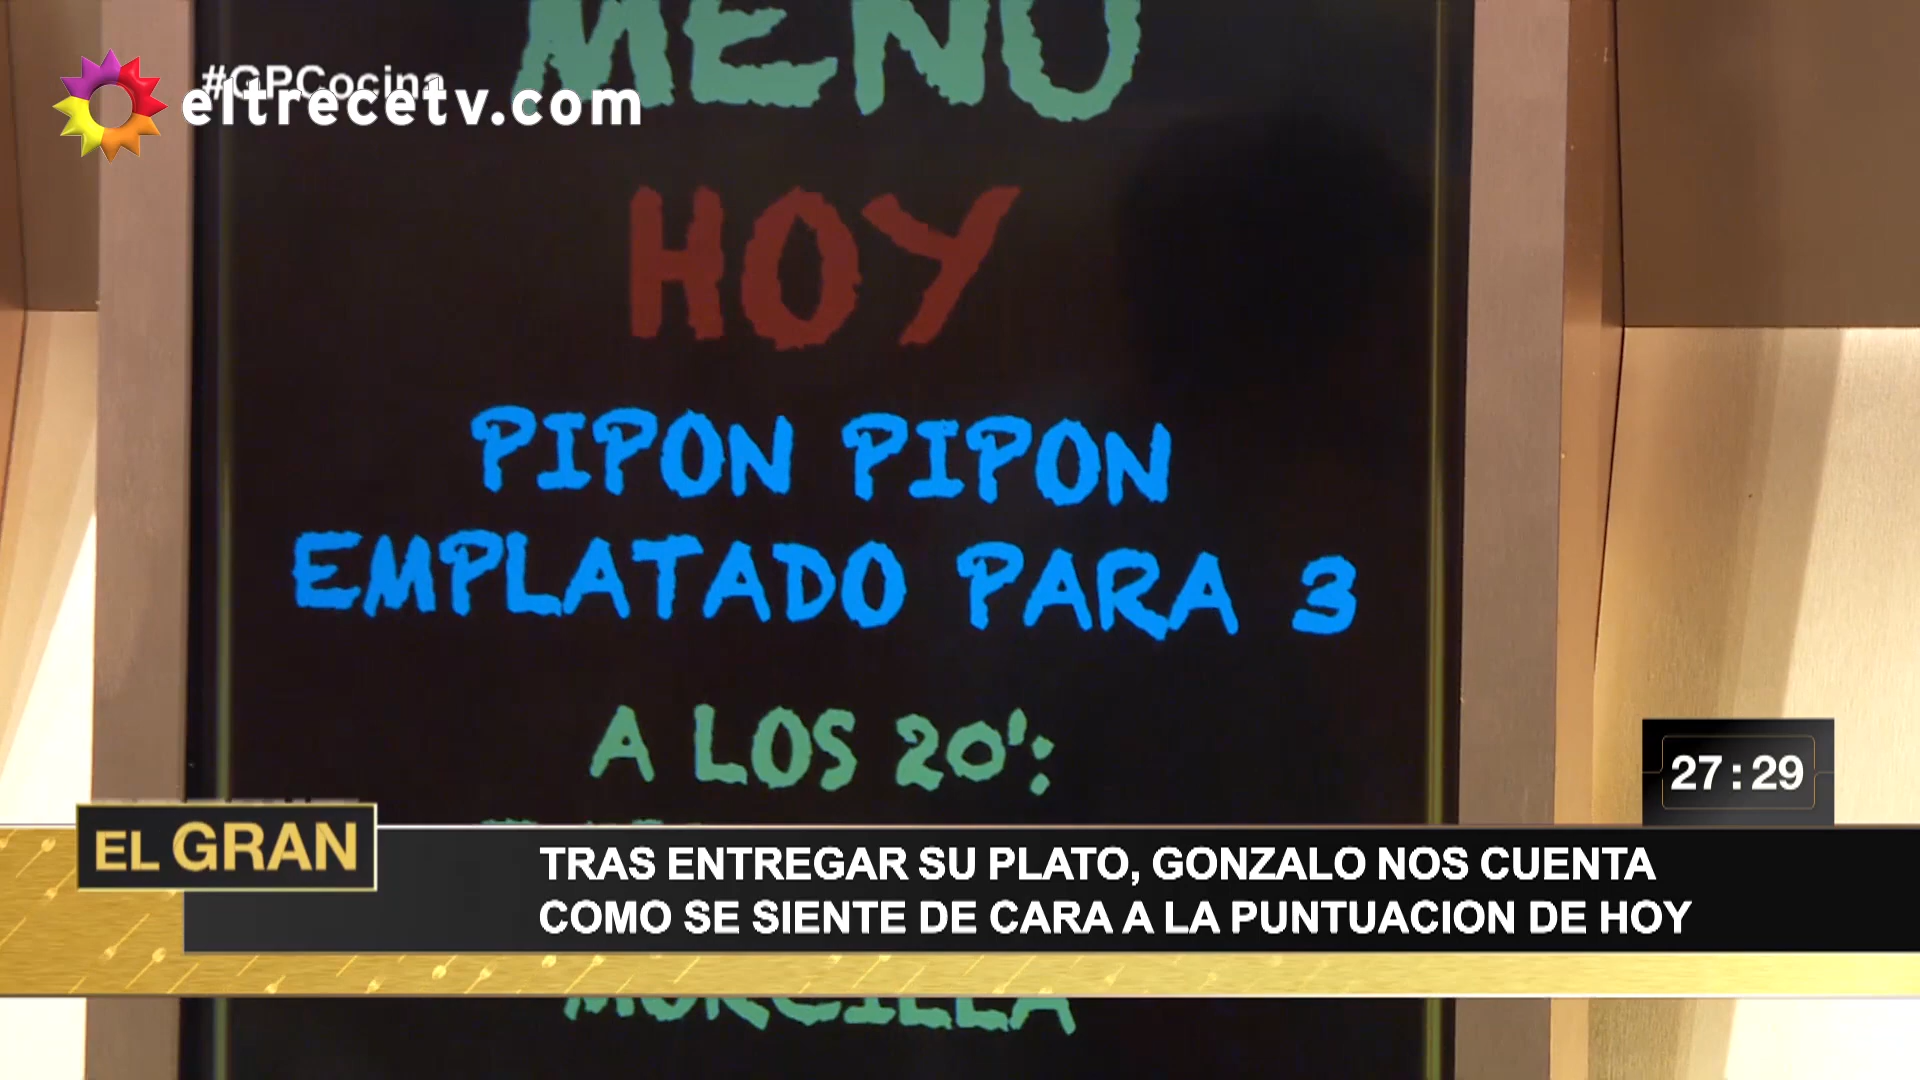 MENU
#GPCocina
eltrecetv.com
HOY
PIPON PIPON
EMPLATADO PARA 3
A LOS 20':
27:29
EL GRAN
TRAS ENTREGAR SU PLATO, GONZALO NOS CUENTA
COMO SE SIENTE DE CARA A LA PUNTUACION DE HOY
MORCILLA